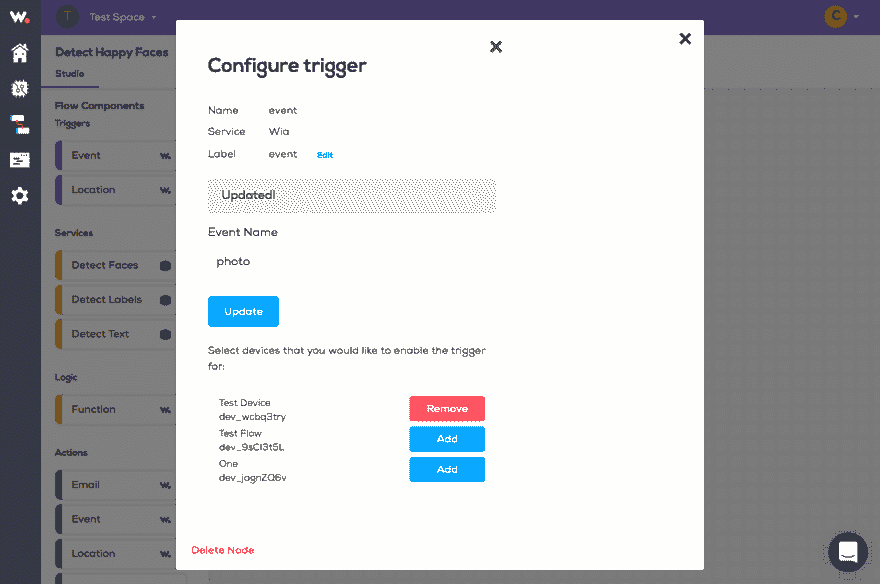 w.
T
Test Space
C
Detect Happy Faces
Studio
Flow Components
Triggers
Event
Location
Services
Detect Faces
Detect Labels
Detect Text
Logic
Function
Actions
Email
Event
Location
Configure trigger
Name event
Service Wia
Label event Edit
Updated!
Event Name
photo
Update
Select devices that you would like to enable the trigger
for:
Test Device
dev_wcbq3try
Remove
Test Flow
Add
One
dev_jognZQ6v
Add
Delete Node